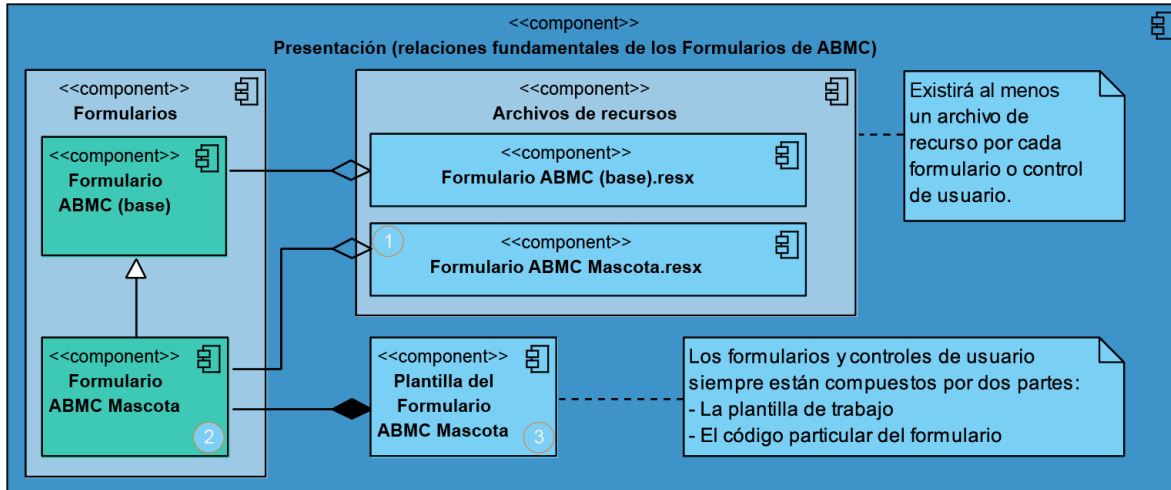 <<component>>
Presentación (relaciones fundamentales de los Formularios de ABMC)
<<component>>
Formularios
<<component>>
Formulario
ABMC (base)
<<component>>
Formulario
ABMC Mascota
2
<<component>>
Archivos de recursos
<<component>>
Formulario ABMC (base).resx
1
<<component>>
Formulario ABMC Mascota.resx
<<component>>
Plantilla del
Formulario
ABMC Mascota
3
Existirá al menos
un archivo de
recurso por cada
formulario o control
de usuario.
Los formularios y controles de usuario
siempre están compuestos por dos partes:
- La plantilla de trabajo
- El código particular del formulario